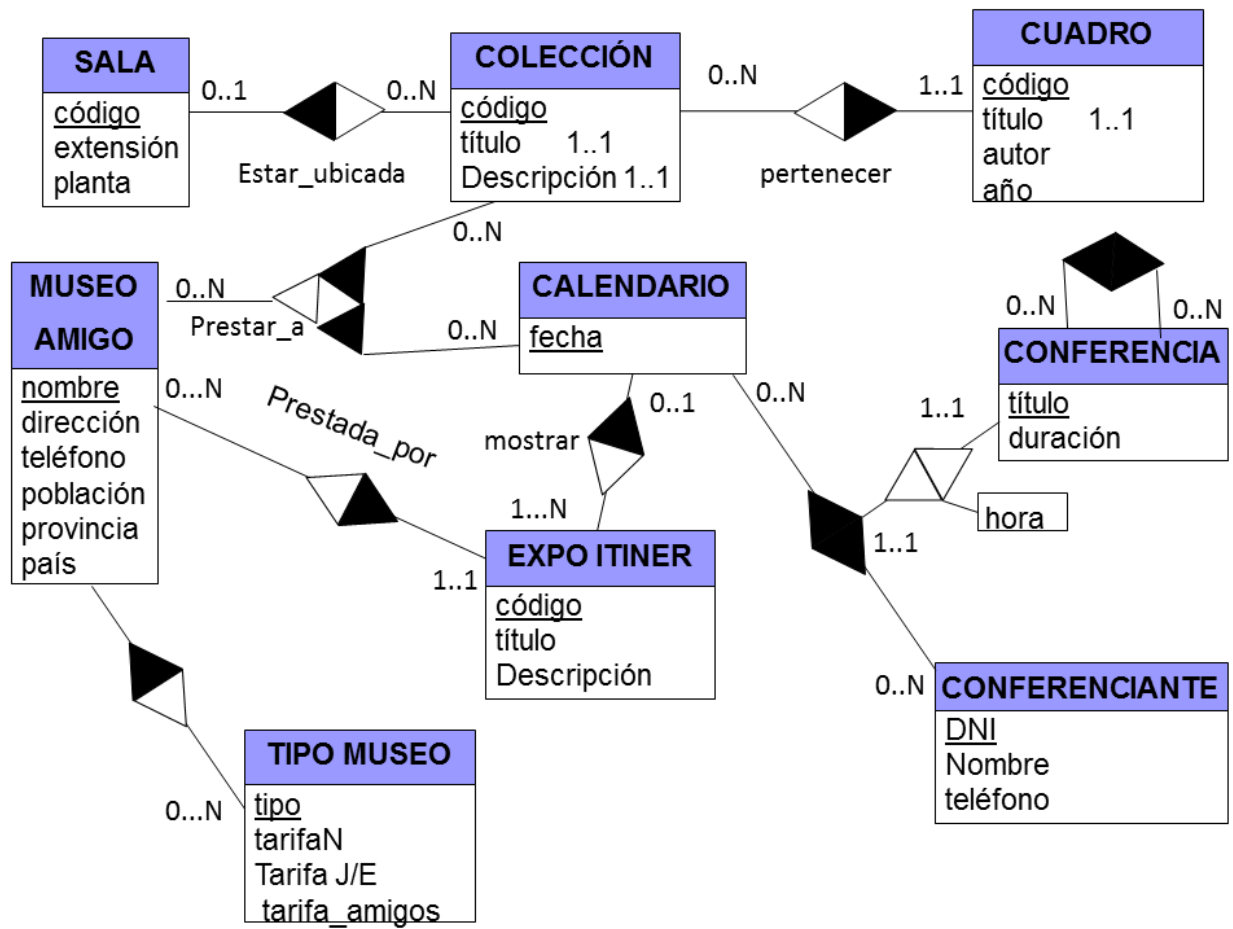 SALA
código
extensión
planta
0..1
0..N
Estar_ubicada
COLECCIÓN
código
título 1..1
Descripción 1..1
0..N
1..1
pertenecer
CUADRO
código
título 1..1
autor
año
0..N
0..N
Prestar_a
0..N
MUSEO
AMIGO
nombre
dirección
teléfono
población
provincia
país
0...N
Prestada_por
1..1
CALENDARIO
fecha
0..1
mostrar
1...N
0..N
0..N
0..N
CONFERENCIA
título
duración
1..1
hora
1..1
EXPO ITINER
código
título
Descripción
0..N
CONFERENCIANTE
DNI
Nombre
teléfono
0...N
TIPO MUSEO
tipo
tarifaN
Tarifa J/E
tarifa_amigos